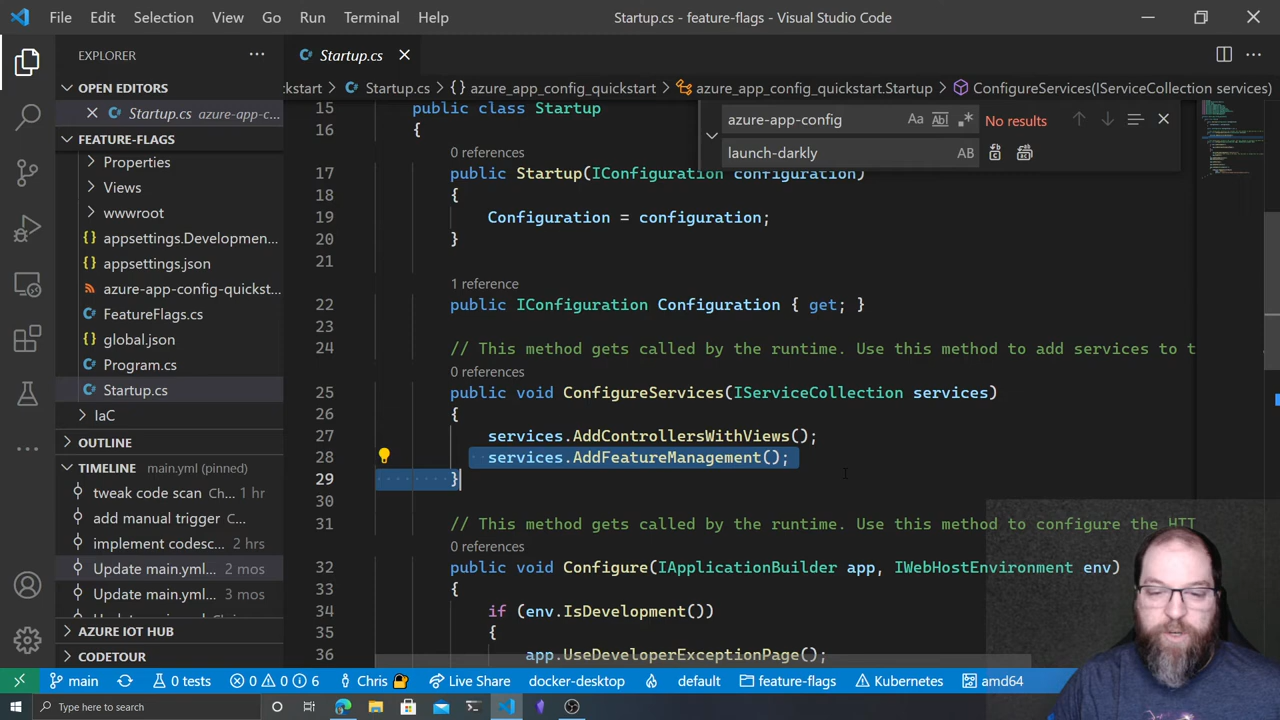 File Edit Selection View Go Run Terminal Help Startup.cs - feature-flags - Visual Studio Code
EXPLORER
Startup.cs
OPEN EDITORS
Startup.cs azure-app-c...
FEATURE-FLAGS
Properties
Views
wwwroot
appsettings.Developmen...
appsettings.json
azure-app-config-quickst...
FeatureFlags.cs
global.json
Program.cs
Startup.cs
IaC
OUTLINE
TIMELINE main.yml (pinned)
tweak code scan Ch... 1 hr
add manual trigger C...
implement codesc... 2 hrs
Update main.yml... 2 mos
Update main.yml... 2 mos
AZURE IOT HUB
CODETOUR
ckstart Startup.cs azure_app_config_quickstart azure_app_config_quickstart.Startup ConfigureServices(IServiceCollection services)
azure-app-config Aa Ab No results
launch-darkly AB
15 public class Startup
16 {
0 references
17 public Startup(IConfiguration configuration)
18 {
19 Configuration = configuration;
20 }
21
1 reference
22 public IConfiguration Configuration { get; }
23
24 // This method gets called by the runtime. Use this method to add services to t
0 references
25 public void ConfigureServices(IServiceCollection services)
26 {
27 services.AddControllersWithViews();
28 services.AddFeatureManagement();
29 }
30
31 // This method gets called by the runtime. Use this method to configure the HTT
0 references
32 public void Configure(IApplicationBuilder app, IWebHostEnvironment env)
33 {
34 if (env.IsDevelopment())
35 {
36 app.UseDeveloperExceptionPage();
main 0 tests 0 0 6 Chris Live Share docker-desktop default feature-flags Kubernetes amd64
Type here to search